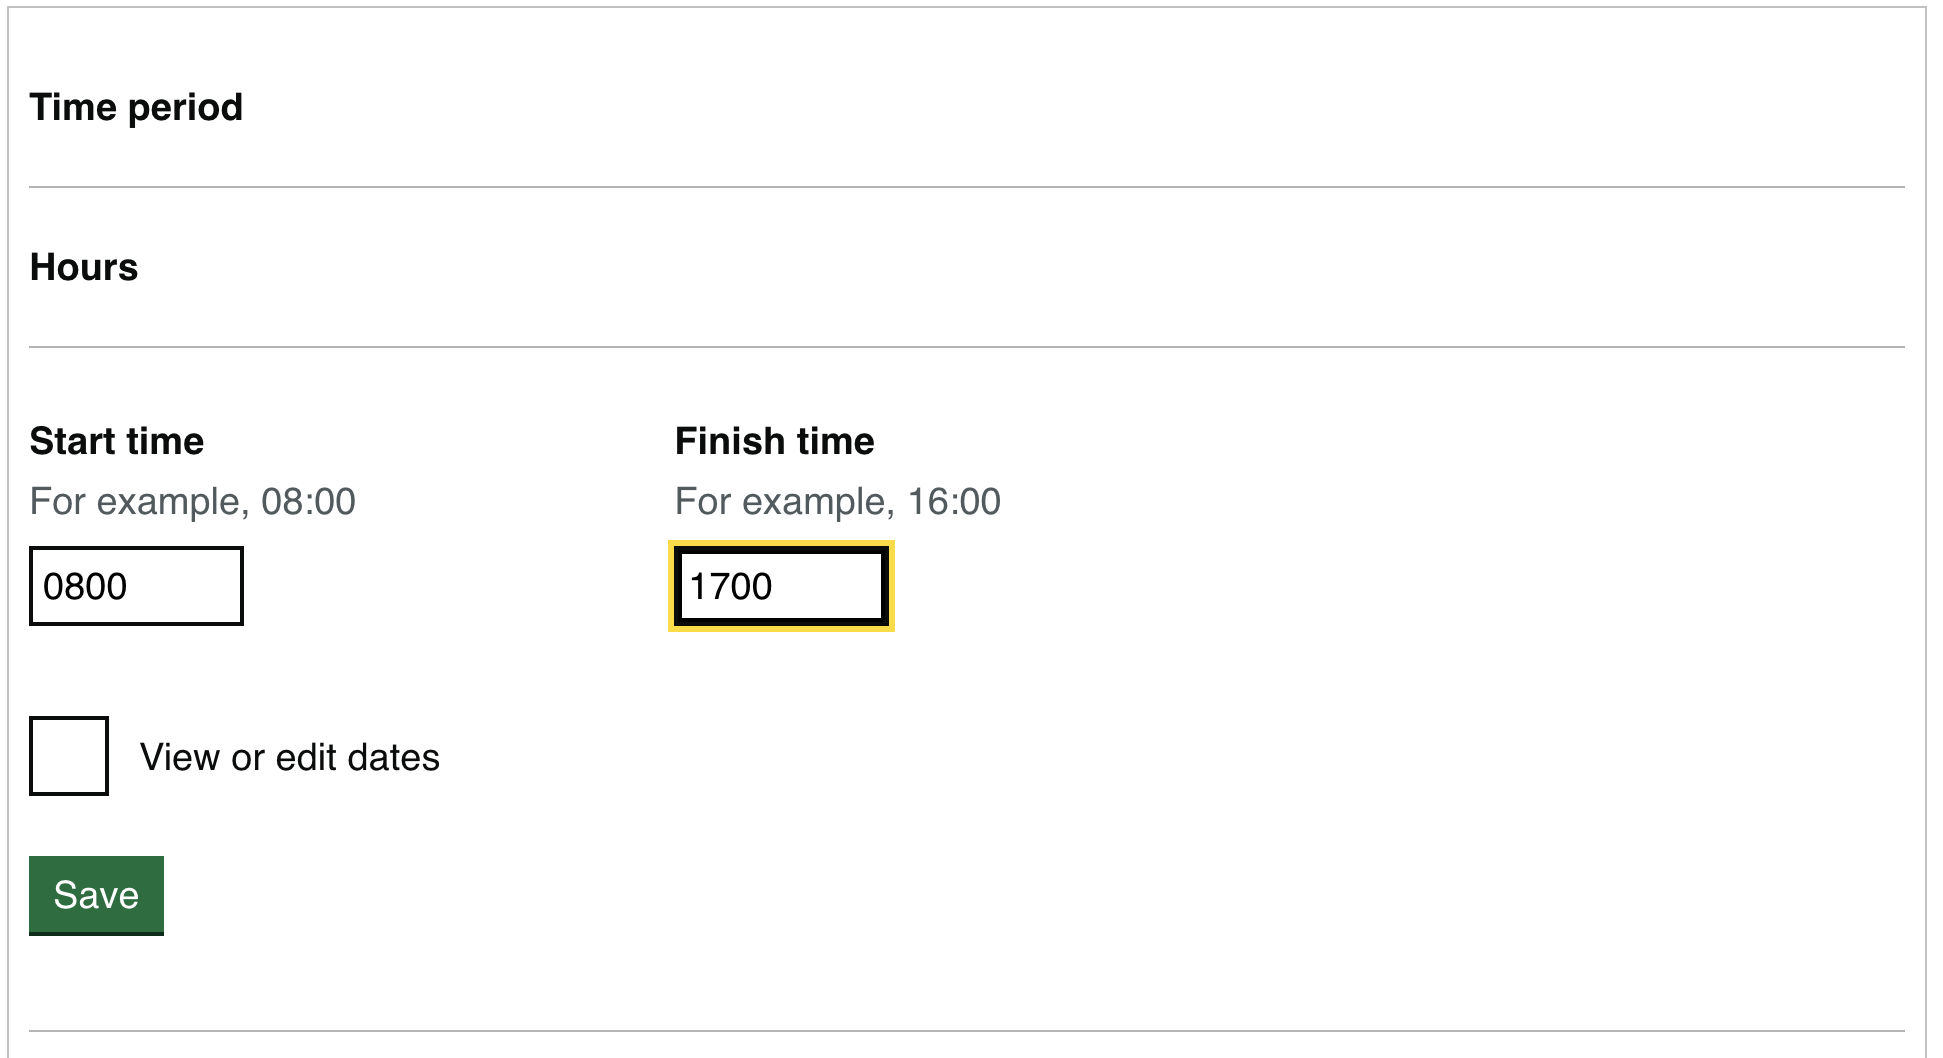 Time period
Hours
Start time
For example, 08:00
0800
Finish time
For example, 16:00
1700
View or edit dates
Save